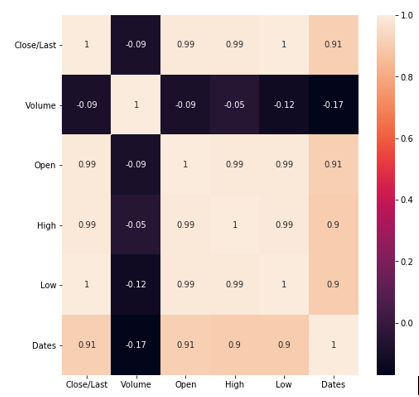 Close/Last 1 -0.09 0.99 0.99 1 0.91
Volume -0.09 1 -0.09 -0.05 -0.12 -0.17
Open 0.99 -0.09 1 0.99 0.99 0.91
High 0.99 -0.05 0.99 1 0.99 0.9
Low 1 -0.12 0.99 0.99 1 0.9
Dates 0.91 -0.17 0.91 0.9 0.9 1
Close/Last Volume Open High Low Dates
1.0
0.8
0.6
0.4
0.2
0.0